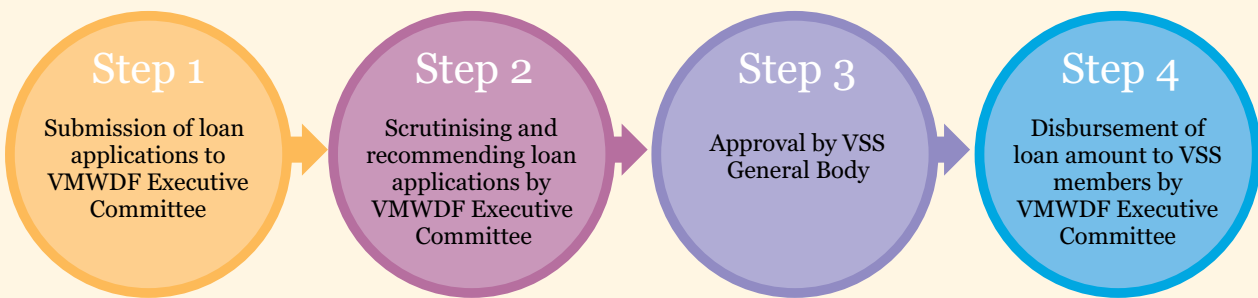 Step 1
Submission of loan
applications to
VMWDF Executive
Committee
Step 2
Scrutinising and
recommending loan
applications by
VMWDF Executive
Committee
Step 3
Approval by VSS
General Body
Step 4
Disbursement of
loan amount to VSS
members by
VMWDF Executive
Committee